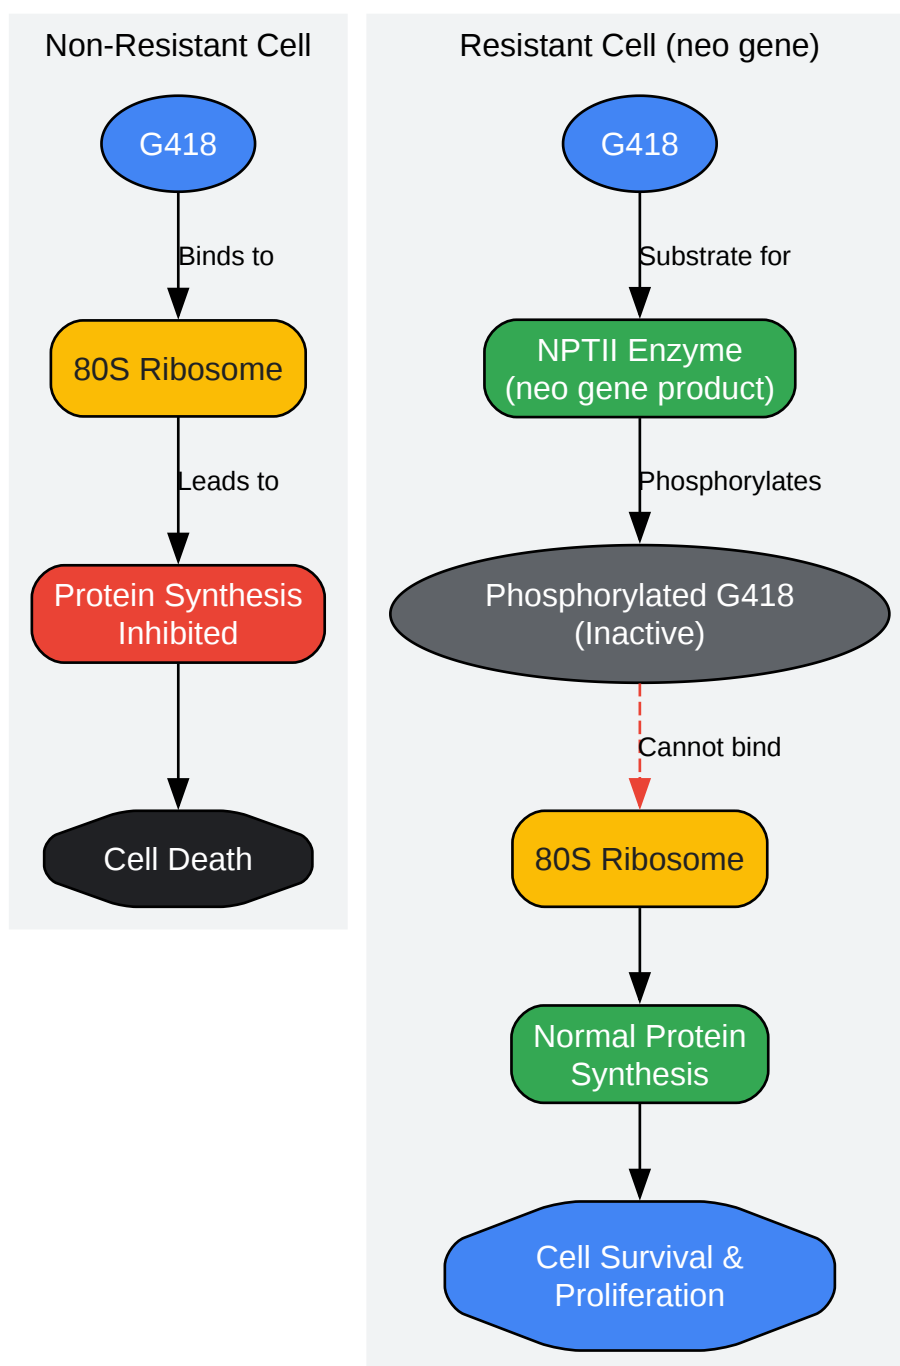 Non-Resistant Cell
G418
Binds to
80S Ribosome
Leads to
Protein Synthesis
Inhibited
Cell Death
Resistant Cell (neo gene)
G418
Substrate for
NPTII Enzyme
(neo gene product)
Phosphorylates
Phosphorylated G418
(Inactive)
Cannot bind
80S Ribosome
Normal Protein
Synthesis
Cell Survival &
Proliferation